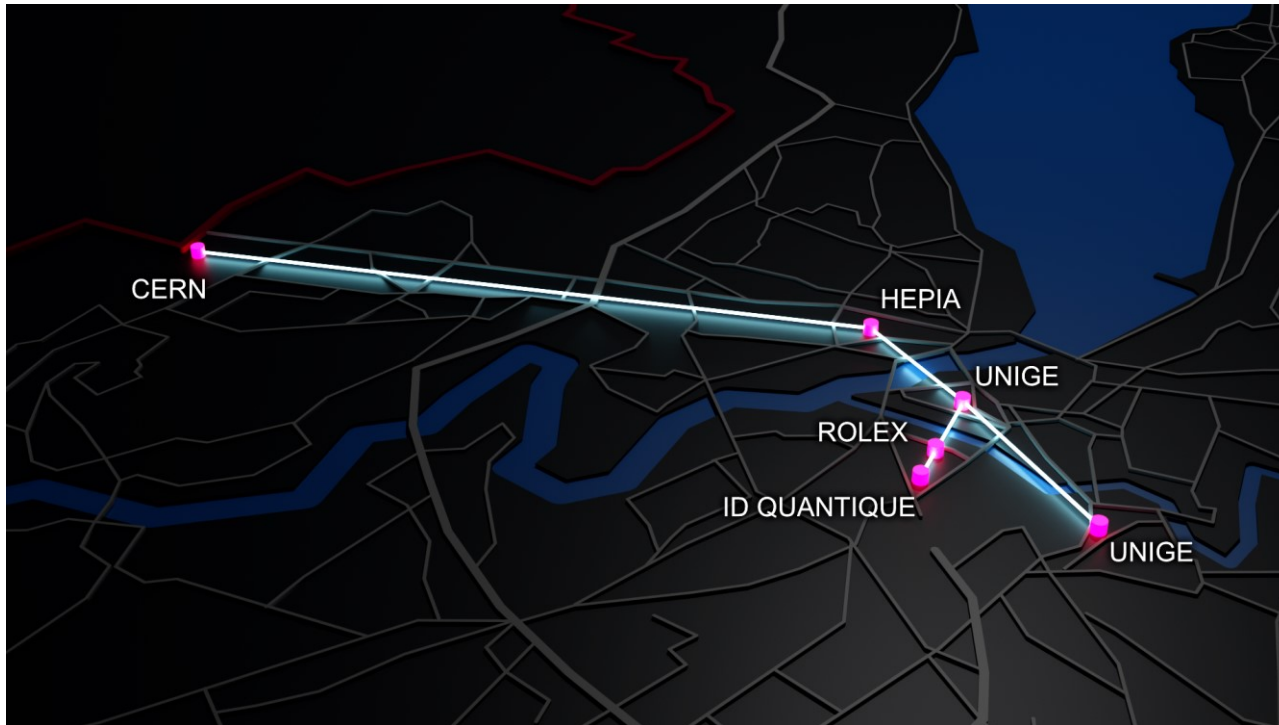 CERN
HEPIA
UNIGE
ROLEX
ID QUANTIQUE
UNIGE